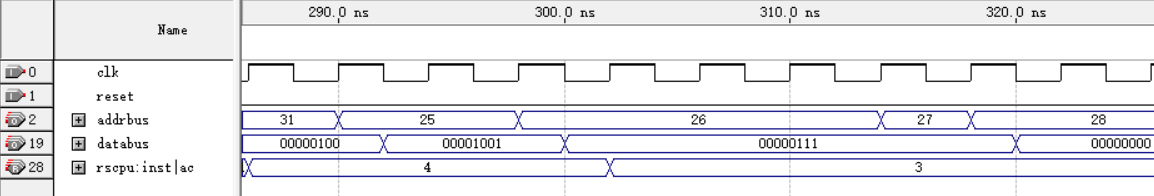 290.0 ns 300.0 ns 310.0 ns 320.0 ns
Name
0 clk
1 reset
2 addrbus 31 25 26 27 28
19 databus 00000100 00001001 00000111 00000000
28 rscpu:inst|ac 4 3